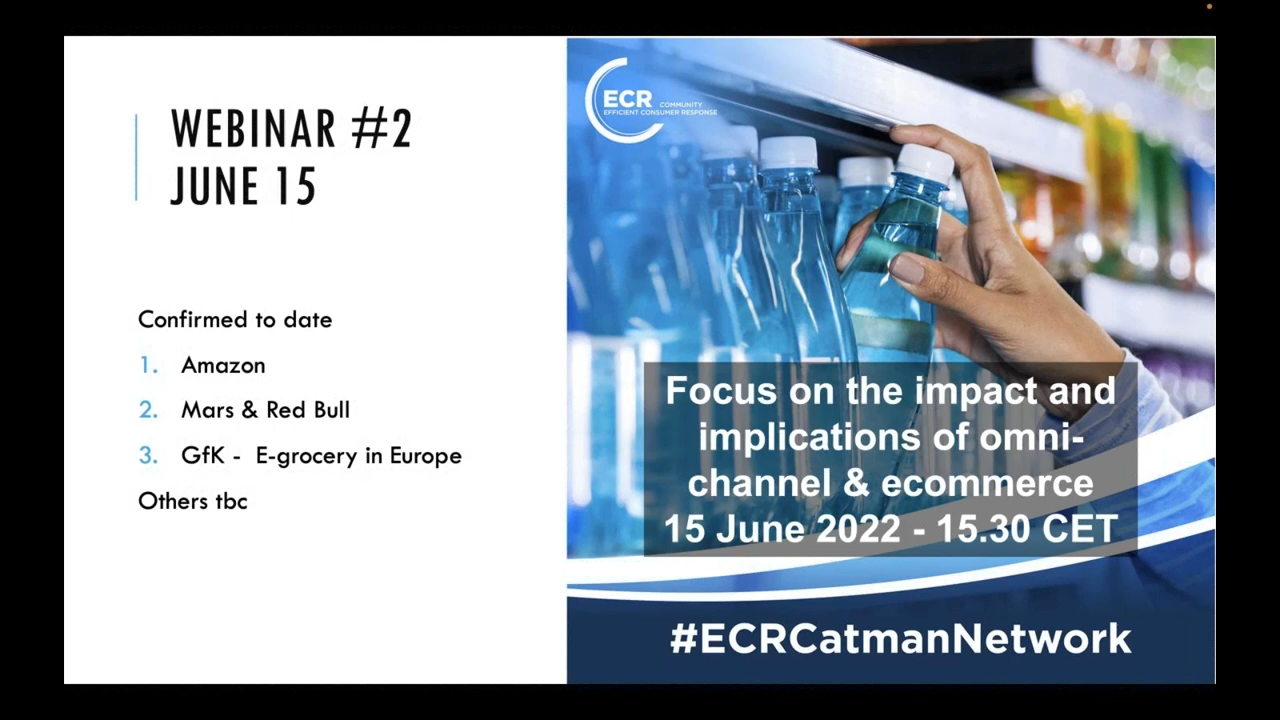 WEBINAR #2
JUNE 15
Confirmed to date
1. Amazon
2. Mars & Red Bull
3. GfK - E-grocery in Europe
Others tbc
ECR COMMUNITY
EFFICIENT CONSUMER RESPONSE
Focus on the impact and
implications of omni-
channel & ecommerce
15 June 2022 - 15.30 CET
#ECRCatmanNetwork